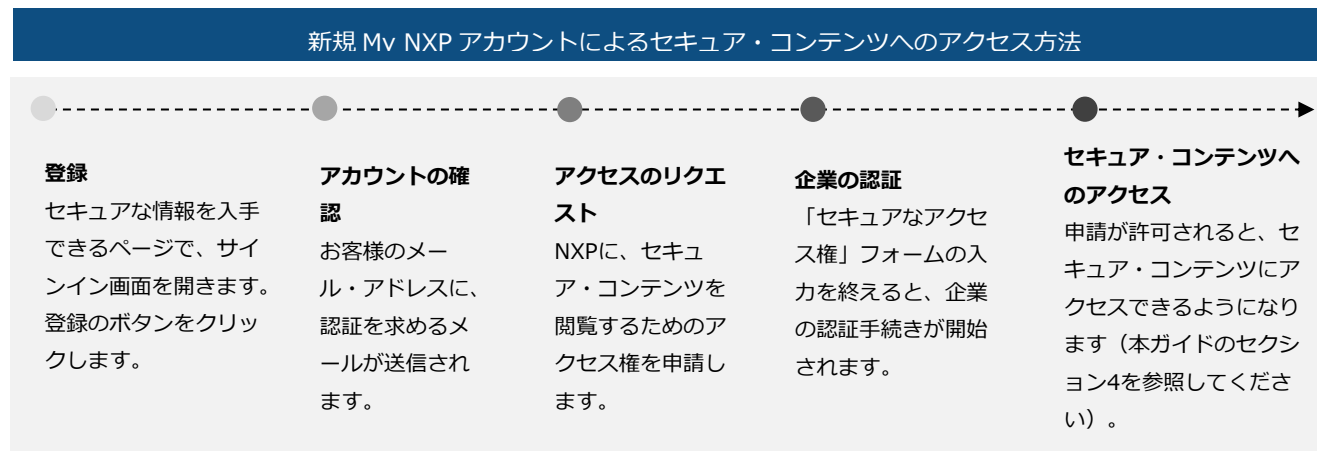 新規 My NXP アカウントによるセキュア・コンテンツへのアクセス方法
登録
セキュアな情報を入手
できるページで、サイ
ンイン画面を開きます。
登録のボタンをクリッ
クします。
アカウントの確
認
お客様のメー
ル・アドレスに、
認証を求めるメ
ールが送信され
ます。
アクセスのリクエ
スト
NXPに、セキュ
ア・コンテンツを
閲覧するためのア
クセス権を申請し
ます。
企業の認証
「セキュアなアクセ
ス権」フォームの入
力を終えると、企業
の認証手続きが開始
されます。
セキュア・コンテンツへ
のアクセス
申請が許可されると、セ
キュア・コンテンツにア
クセスできるようになり
ます（本ガイドのセクシ
ョン4を参照してくださ
い）。